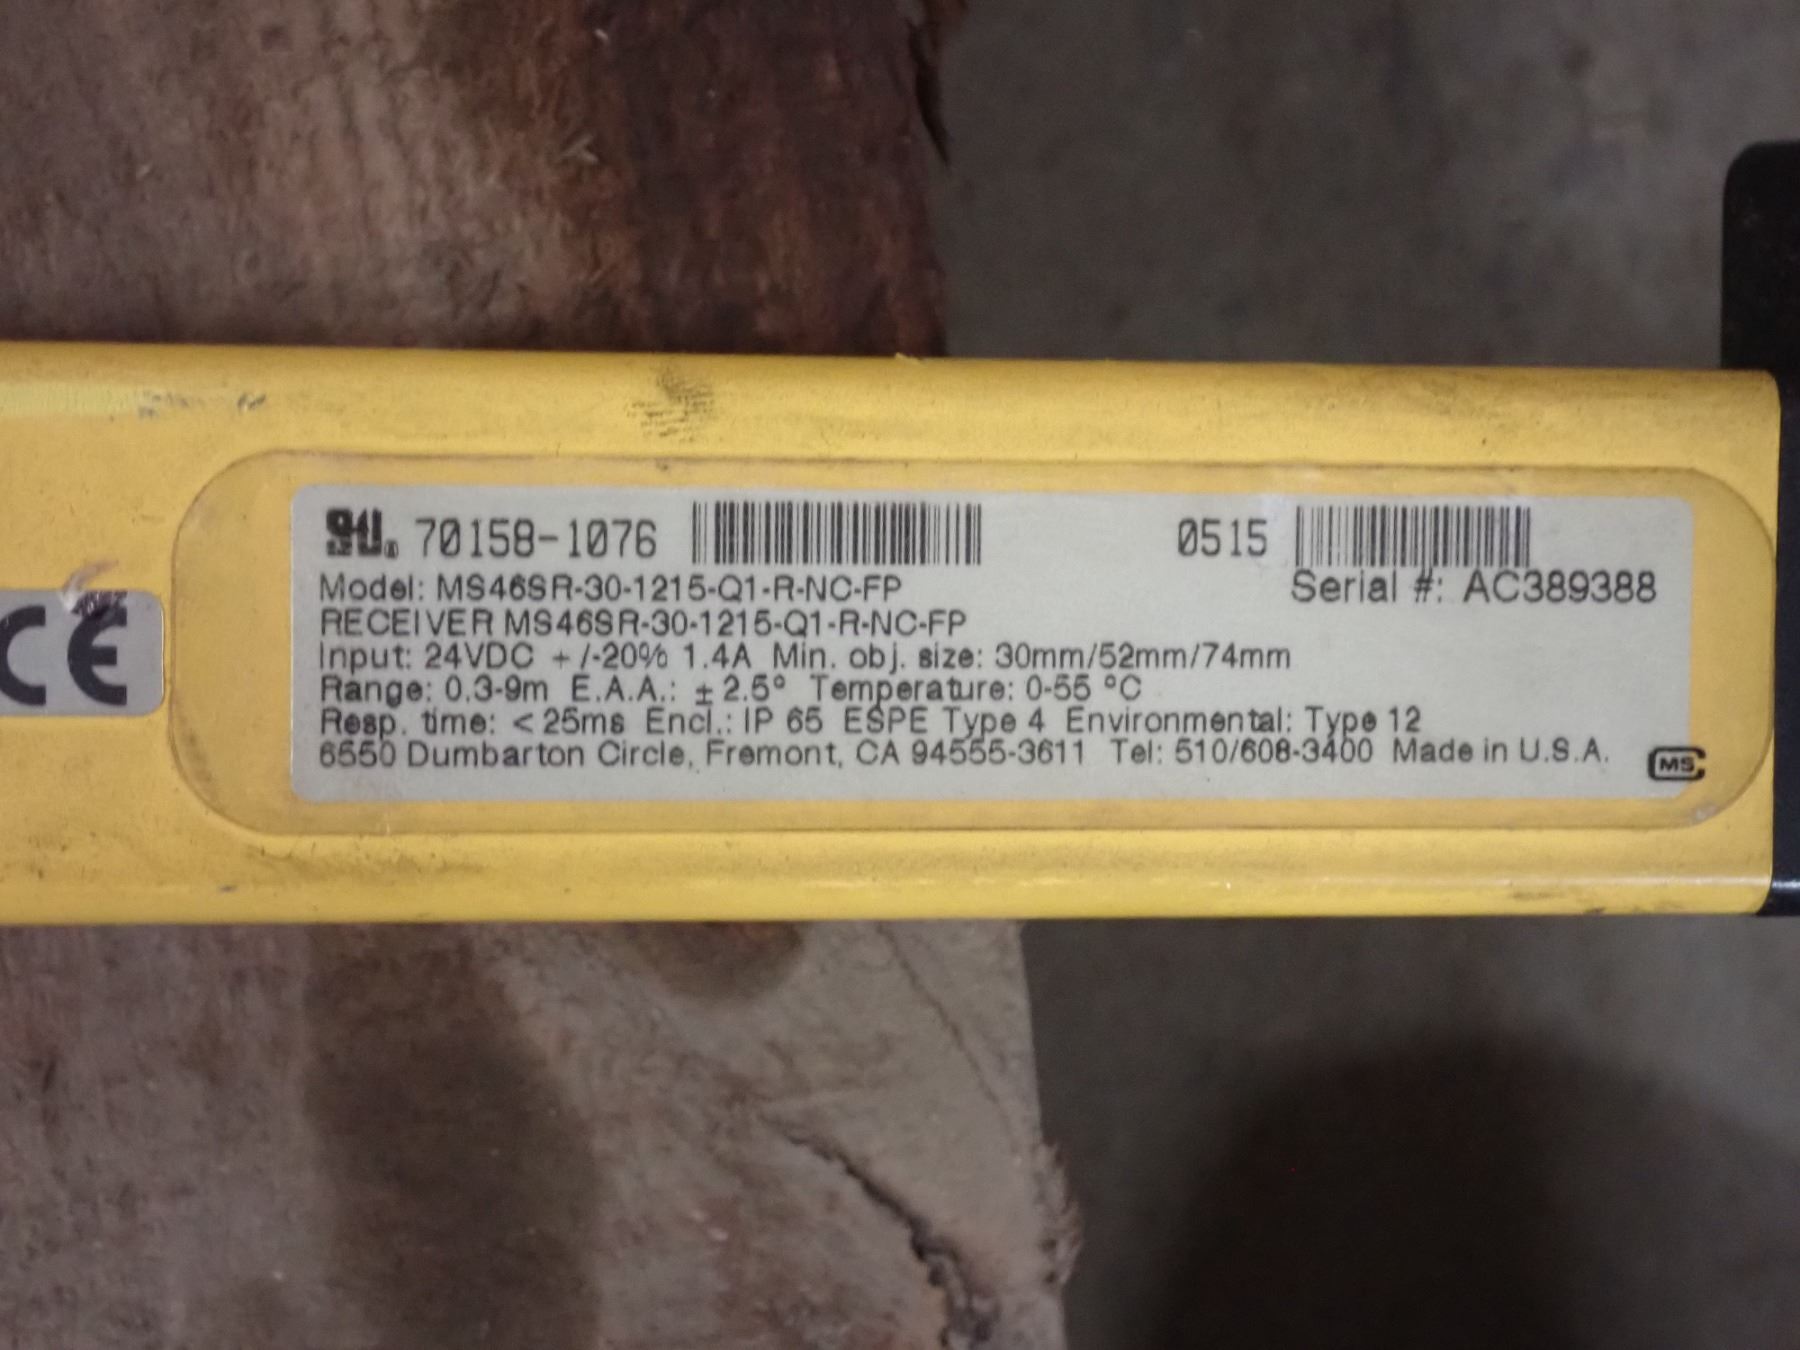 70158-1076 0515
Model: MS46SR-30-1215-Q1-R-NC-FP Serial #: AC389388
RECEIVER MS46SR-30-1215-Q1-R-NC-FP
Input: 24VDC +/-20% 1.4A Min. obj. size: 30mm/52mm/74mm
Range: 0.3-9m E.A.A.: ± 2.5° Temperature: 0-55 °C
Resp. time: < 25ms Encl.: IP 65 ESPE Type 4 Environmental: Type 12
6550 Dumbarton Circle, Fremont, CA 94555-3611 Tel: 510/608-3400 Made in U.S.A.
MS
CE